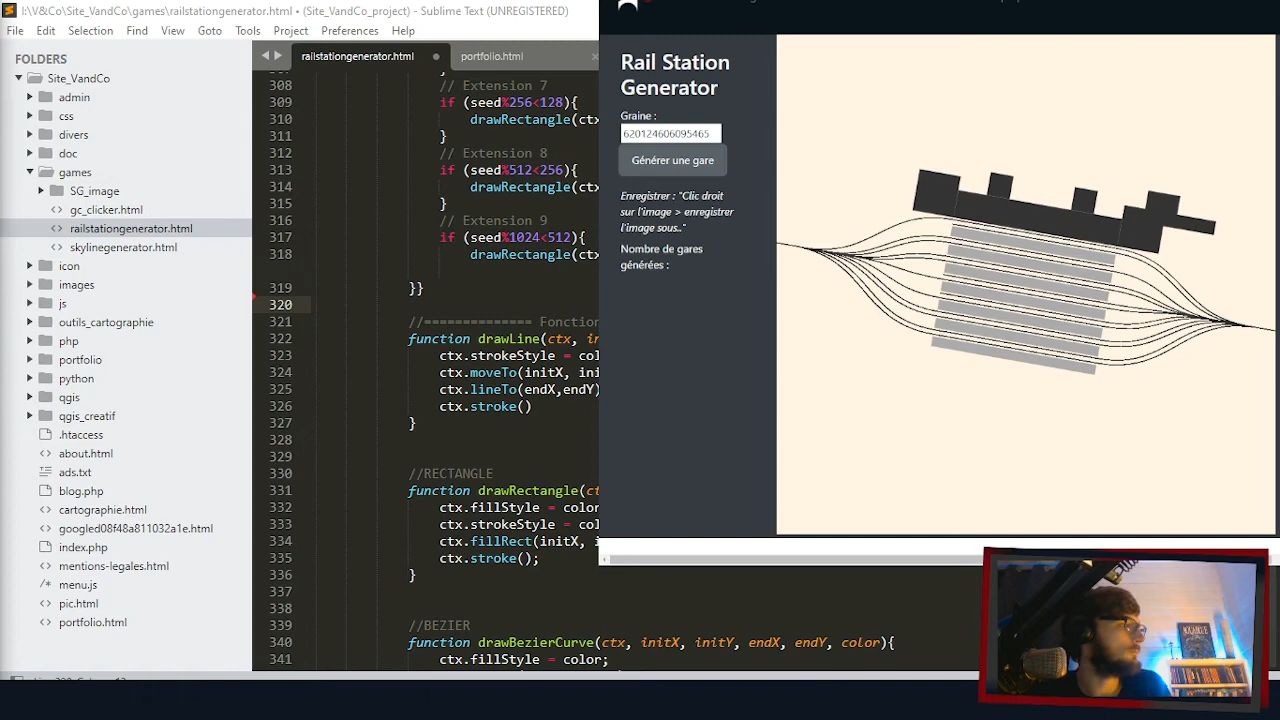 I:\V&Co\Site_VandCo\games\railstationgenerator.html • (Site_VandCo_project) - Sublime Text (UNREGISTERED)
File Edit Selection Find View Goto Tools Project Preferences Help
FOLDERS
Site_VandCo
admin
css
divers
doc
games
SG_image
gc_clicker.html
railstationgenerator.html
skylinegenerator.html
icon
images
js
outils_cartographie
php
portfolio
python
qgis
qgis_creatif
.htaccess
about.html
ads.txt
blog.php
cartographie.html
googled08f48a811032a1e.html
index.php
mentions-legales.html
menu.js
pic.html
portfolio.html
railstationgenerator.html
portfolio.html
308 // Extension 7
309 if (seed%256<128){
310 drawRectangle(ctx
311 }
312 // Extension 8
313 if (seed%512<256){
314 drawRectangle(ctx
315 }
316 // Extension 9
317 if (seed%1024<512){
318 drawRectangle(ctx
319 }}
320
321 //============== Fonction
322 function drawLine(ctx, in
323 ctx.strokeStyle = col
324 ctx.moveTo(initX, ini
325 ctx.lineTo(endX,endY)
326 ctx.stroke()
327 }
328
329
330 //RECTANGLE
331 function drawRectangle(ct
332 ctx.fillStyle = color
333 ctx.strokeStyle = co
334 ctx.fillRect(initX, i
335 ctx.stroke();
336 }
337
338
339 //BEZIER
340 function drawBezierCurve(ctx, initX, initY, endX, endY, color){
341 ctx.fillStyle = color;
Rail Station
Generator
Graine :
620124606095465
Générer une gare
Enregistrer : "Clic droit
sur l'image > enregistrer
l'image sous.."
Nombre de gares
générées :